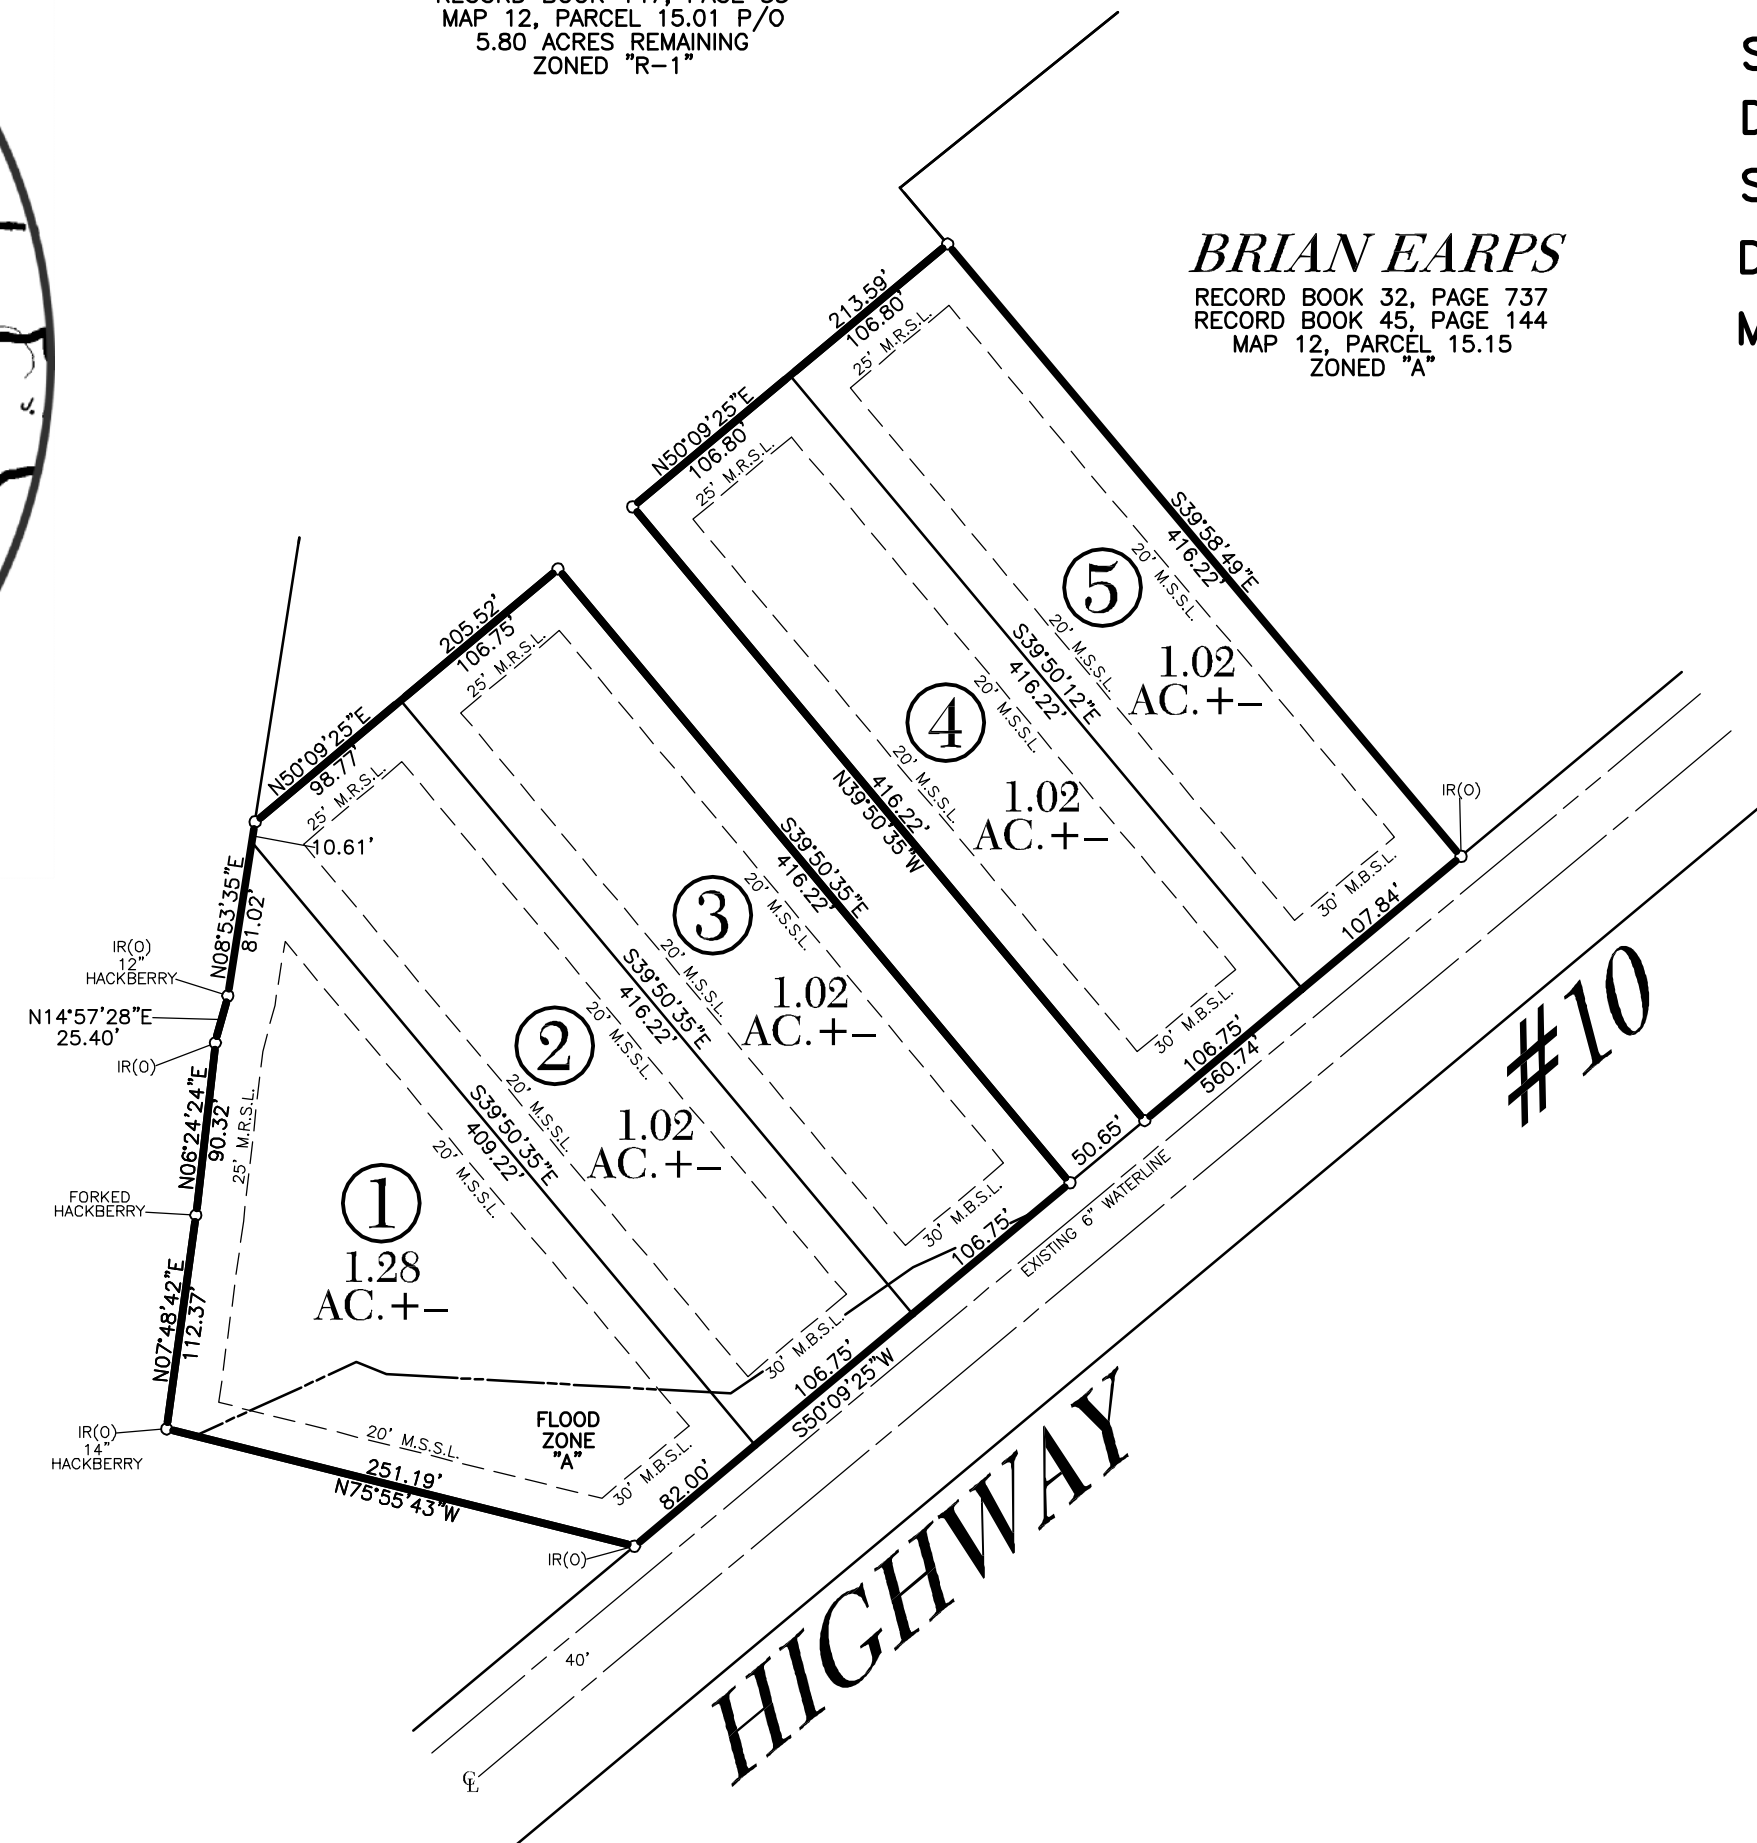 MAP 12, PARCEL 15.01 P/O
5.80 ACRES REMAINING
ZONED "R-1"
BRIAN EARPS
RECORD BOOK 32, PAGE 737
RECORD BOOK 45, PAGE 144
MAP 12, PARCEL 15.15
ZONED "A"
213.59'
106.80'
25' M.R.S.L.
N50°09'25"E
106.80'
25' M.R.S.L.
S39°58'49"E
416.22'
20' M.S.S.L.
5
1.02
AC.+-
20' M.S.S.L.
S39°50'12"E
416.22'
20' M.S.S.L.
4
1.02
AC.+-
20' M.S.S.L.
416.22'
N39°50'35"W
IR(O)
30' M.B.S.L.
107.84'
30' M.B.S.L.
106.75'
560.74'
205.52'
106.75'
25' M.R.S.L.
N50°09'25"E
98.77'
25' M.R.S.L.
10.61'
S39°50'35"E
416.22'
20' M.S.S.L.
3
1.02
AC.+-
20' M.S.S.L.
S39°50'35"E
416.22'
20' M.S.S.L.
2
1.02
AC.+-
20' M.S.S.L.
S39°50'35"E
409.22'
20' M.S.S.L.
N08°53'35"E
81.02'
IR(O)
12"
HACKBERRY
N14°57'28"E
25.40'
IR(O)
N06°24'24"E
90.32'
25' M.R.S.L.
FORKED
HACKBERRY
1
1.28
AC.+-
N07°48'42"E
112.37'
IR(O)
14"
HACKBERRY
50.65'
EXISTING 6" WATERLINE
30' M.B.S.L.
106.75'
30' M.B.S.L.
106.75'
S50°09'25"W
FLOOD
ZONE
"A"
20' M.S.S.L.
251.19'
N75°55'43"W
30' M.B.S.L.
82.00'
IR(O)
40'
HIGHWAY #10